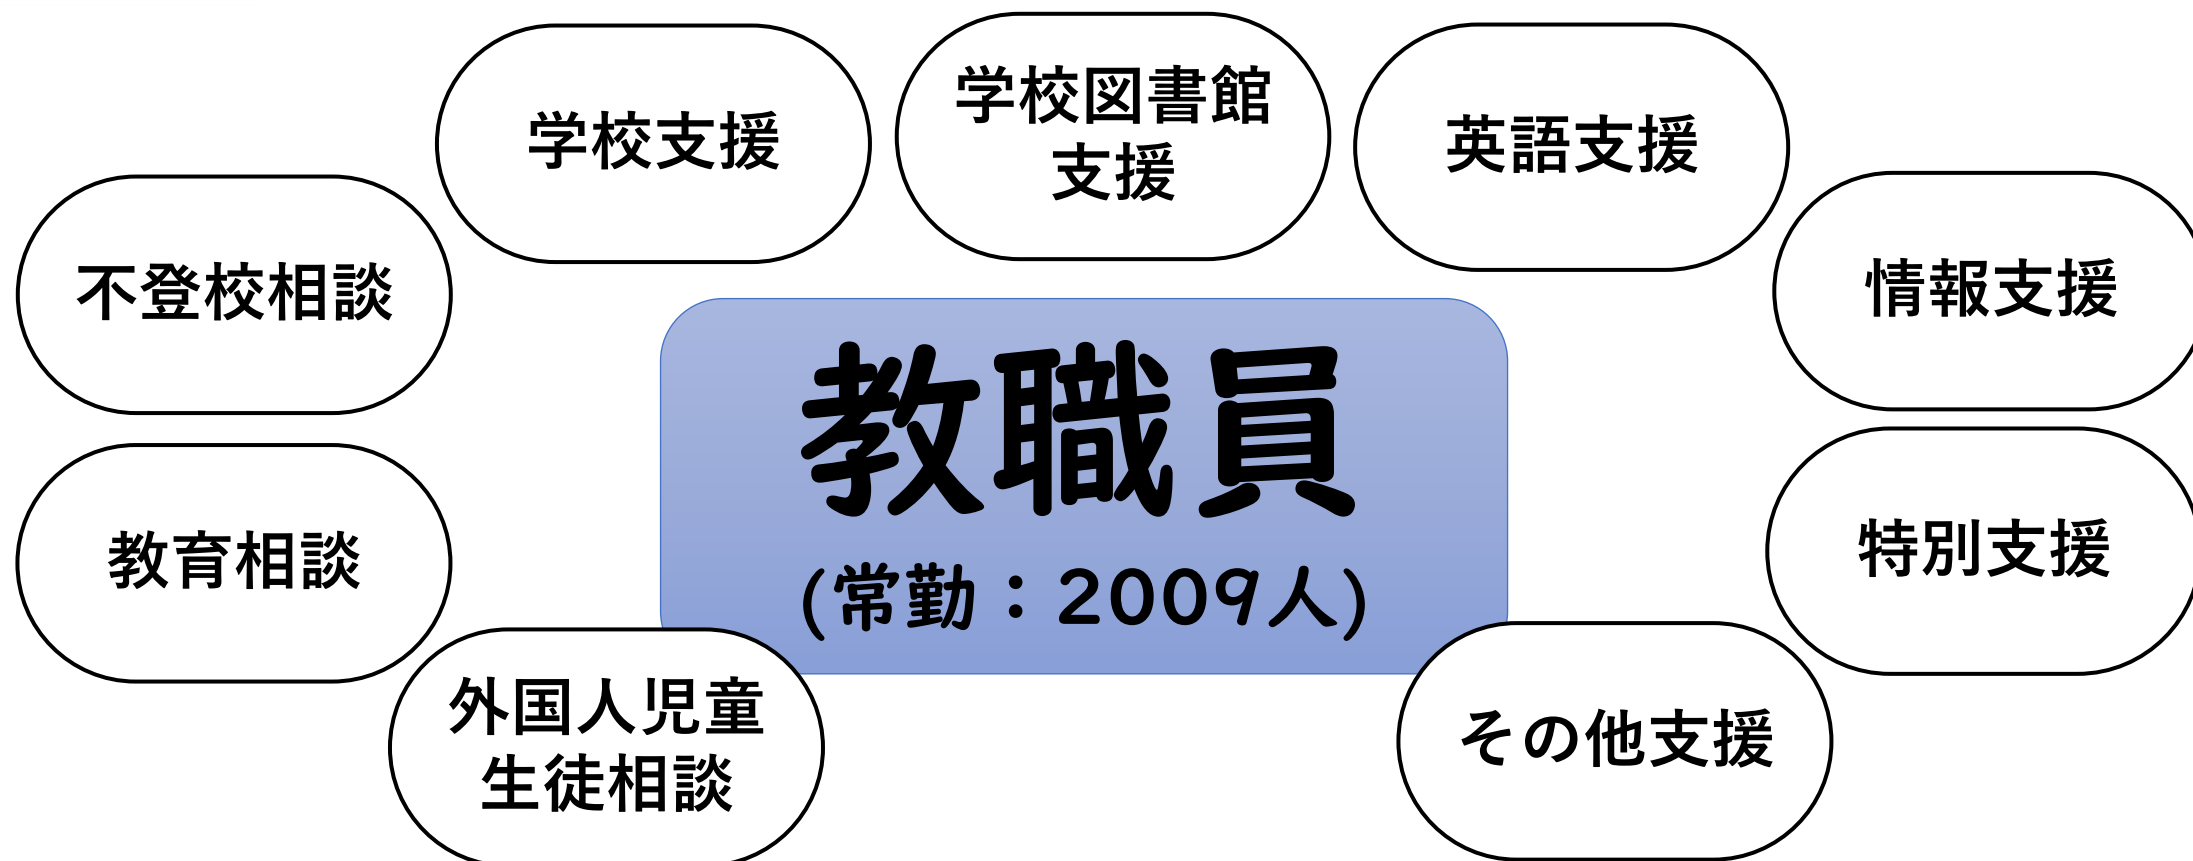 学校支援
学校図書館
支援
英語支援
不登校相談
情報支援
教職員
(常勤：2009人)
教育相談
特別支援
外国人児童
生徒相談
その他支援